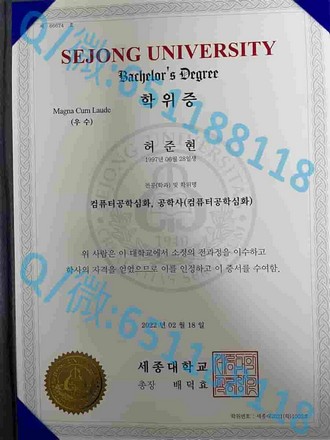 SEJONG UNIVERSITY
Bachelor's Degree
학위증
Magna Cum Laude
(우 수)
허 준 현
1997년 06월 28일생
전공(학과) 및 학위명
컴퓨터공학심화, 공학사(컴퓨터공학심화)
위 사람은 이 대학교에서 소정의 전과정을 이수하고
학사의 자격을 얻었으므로 이를 인정하고 이 증서를 수여함.
2022 년 02 월 18 일
세종대학교
총장 배덕효
Q/微:651188118
Q/微:651188118